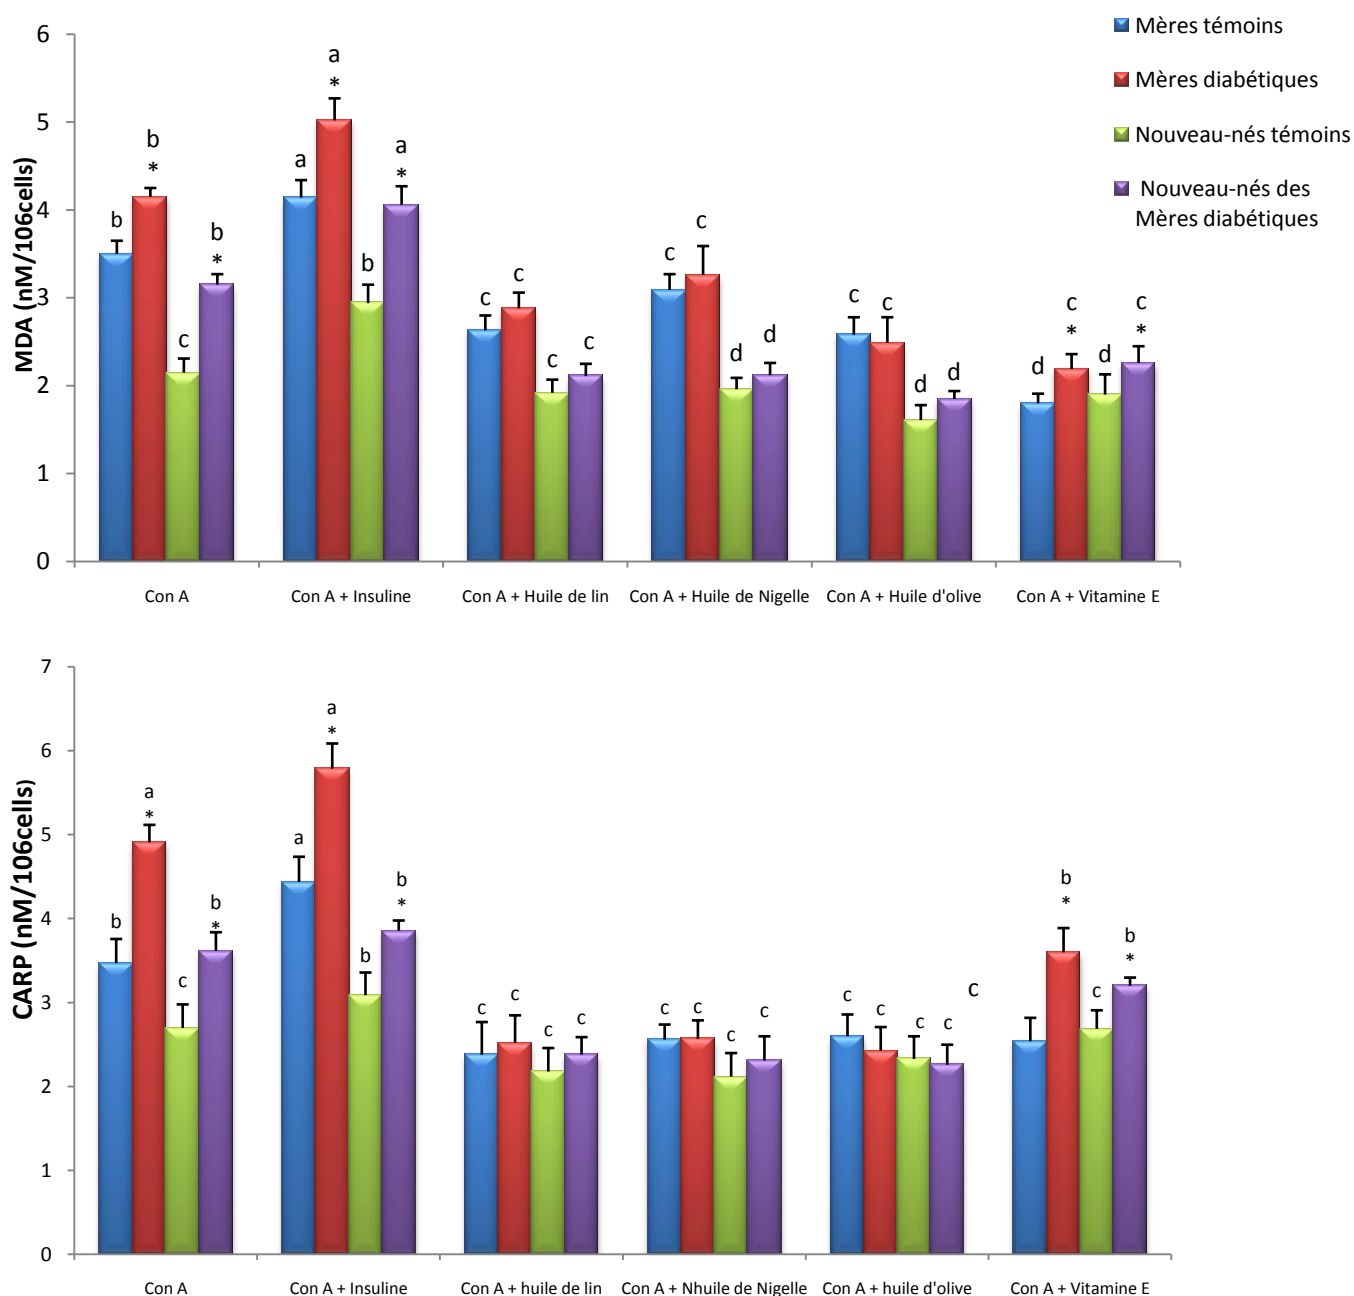 Mères témoins
Mères diabétiques
Nouveau-nés témoins
Nouveau-nés des
Mères diabétiques
MDA (nM/106cells)
6
5
4
3
2
1
0
b
b
*
c
b
*
a
a
*
b
a
*
c
c
c
c
c
c
d
d
c
c
d
d
d
c
*
d
c
*
Con A
Con A + Insuline
Con A + Huile de lin
Con A + Huile de Nigelle
Con A + Huile d'olive
Con A + Vitamine E
CARP (nM/106cells)
7
6
5
4
3
2
1
0
b
a
*
c
b
*
a
a
*
b
b
*
c
c
c
c
c
c
c
c
c
c
c
c
c
b
*
c
b
*
Con A
Con A + Insuline
Con A + huile de lin
Con A + Nhuile de Nigelle
Con A + huile d'olive
Con A + Vitamine E